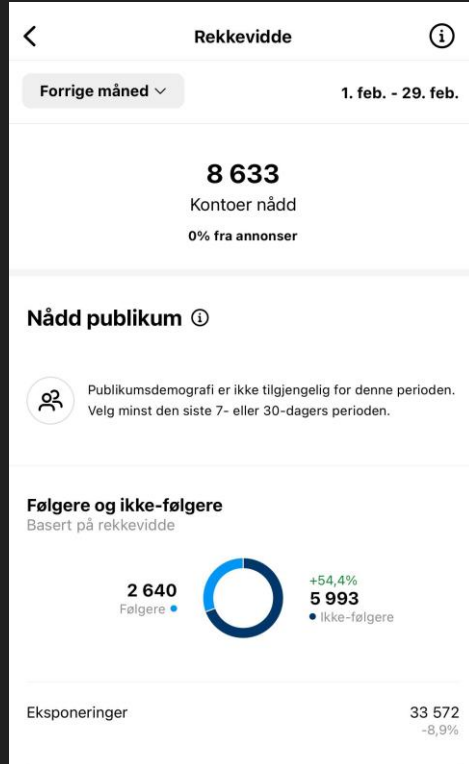 Rekkevidde
Forrige måned
1. feb. - 29. feb.
8 633
Kontoer nådd
0% fra annonser
Nådd publikum
Publikumsdemografi er ikke tilgjengelig for denne perioden.
Velg minst den siste 7- eller 30-dagers perioden.
Følgere og ikke-følgere
Basert på rekkevidde
2 640
Følgere
+54,4%
5 993
Ikke-følgere
Eksponeringer
33 572
-8,9%